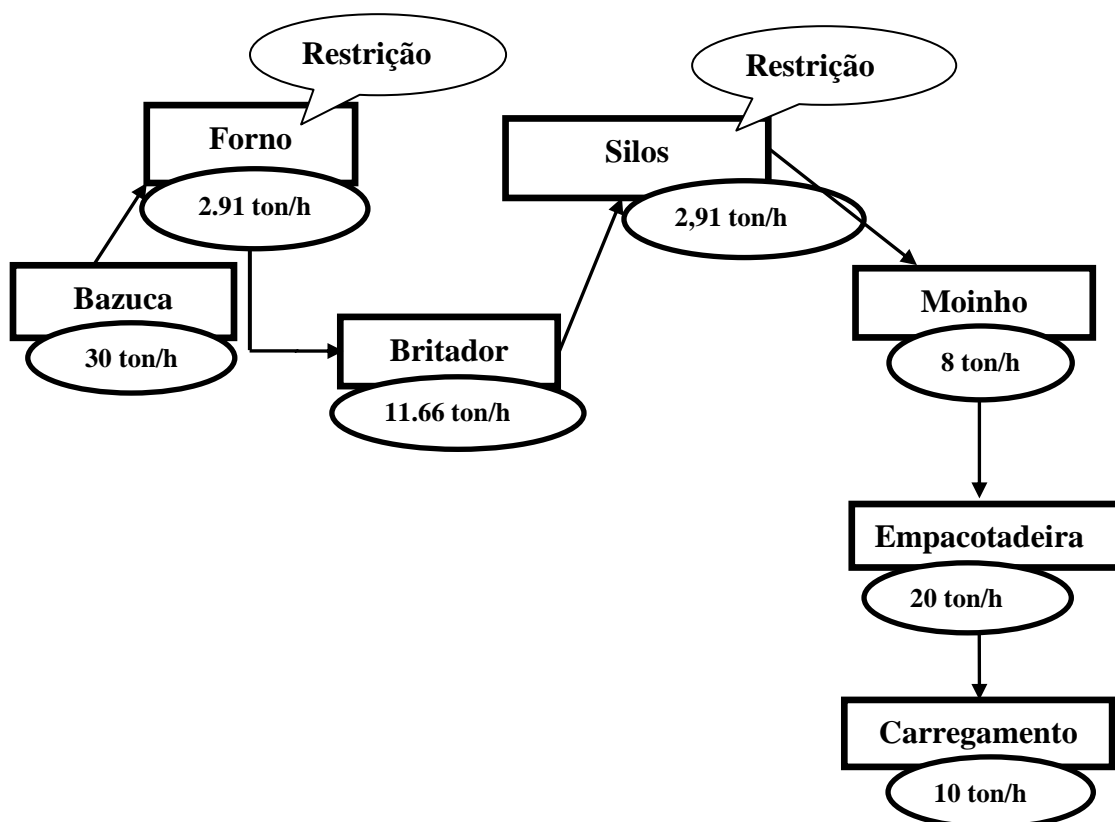 Restrição
Restrição
Forno
2.91 ton/h
Silos
2,91 ton/h
Bazuca
30 ton/h
Britador
11.66 ton/h
Moinho
8 ton/h
Empacotadeira
20 ton/h
Carregamento
10 ton/h